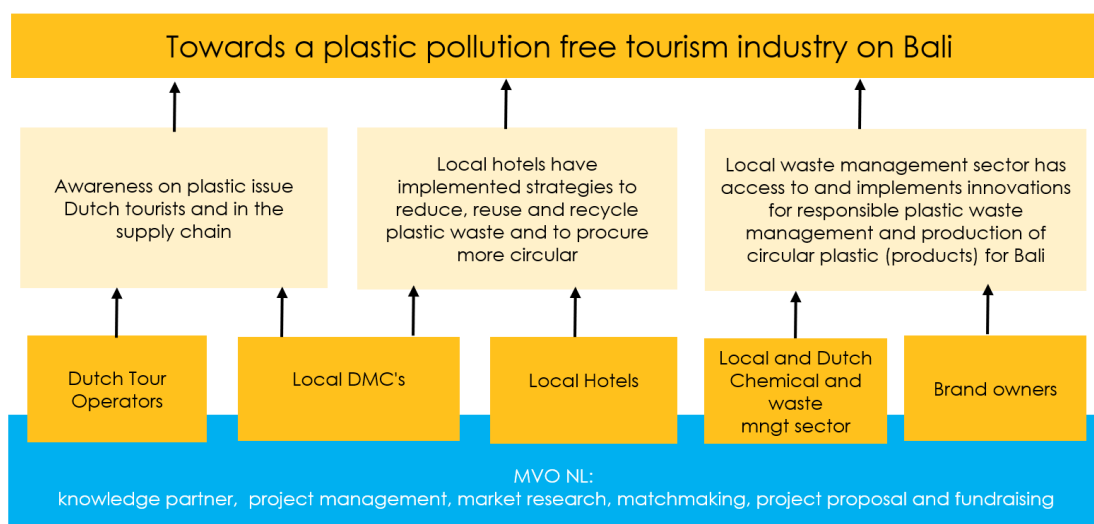 Towards a plastic pollution free tourism industry on Bali
Awareness on plastic issue
Dutch tourists and in the
supply chain
Local hotels have
implemented strategies to
reduce, reuse and recycle
plastic waste and to procure
more circular
Local waste management sector has
access to and implements innovations
for responsible plastic waste
management and production of
circular plastic (products) for Bali
Dutch Tour
Operators
Local DMC's
Local Hotels
Local and Dutch
Chemical and
waste
mngt sector
Brand owners
MVO NL:
knowledge partner, project management, market research, matchmaking, project proposal and fundraising